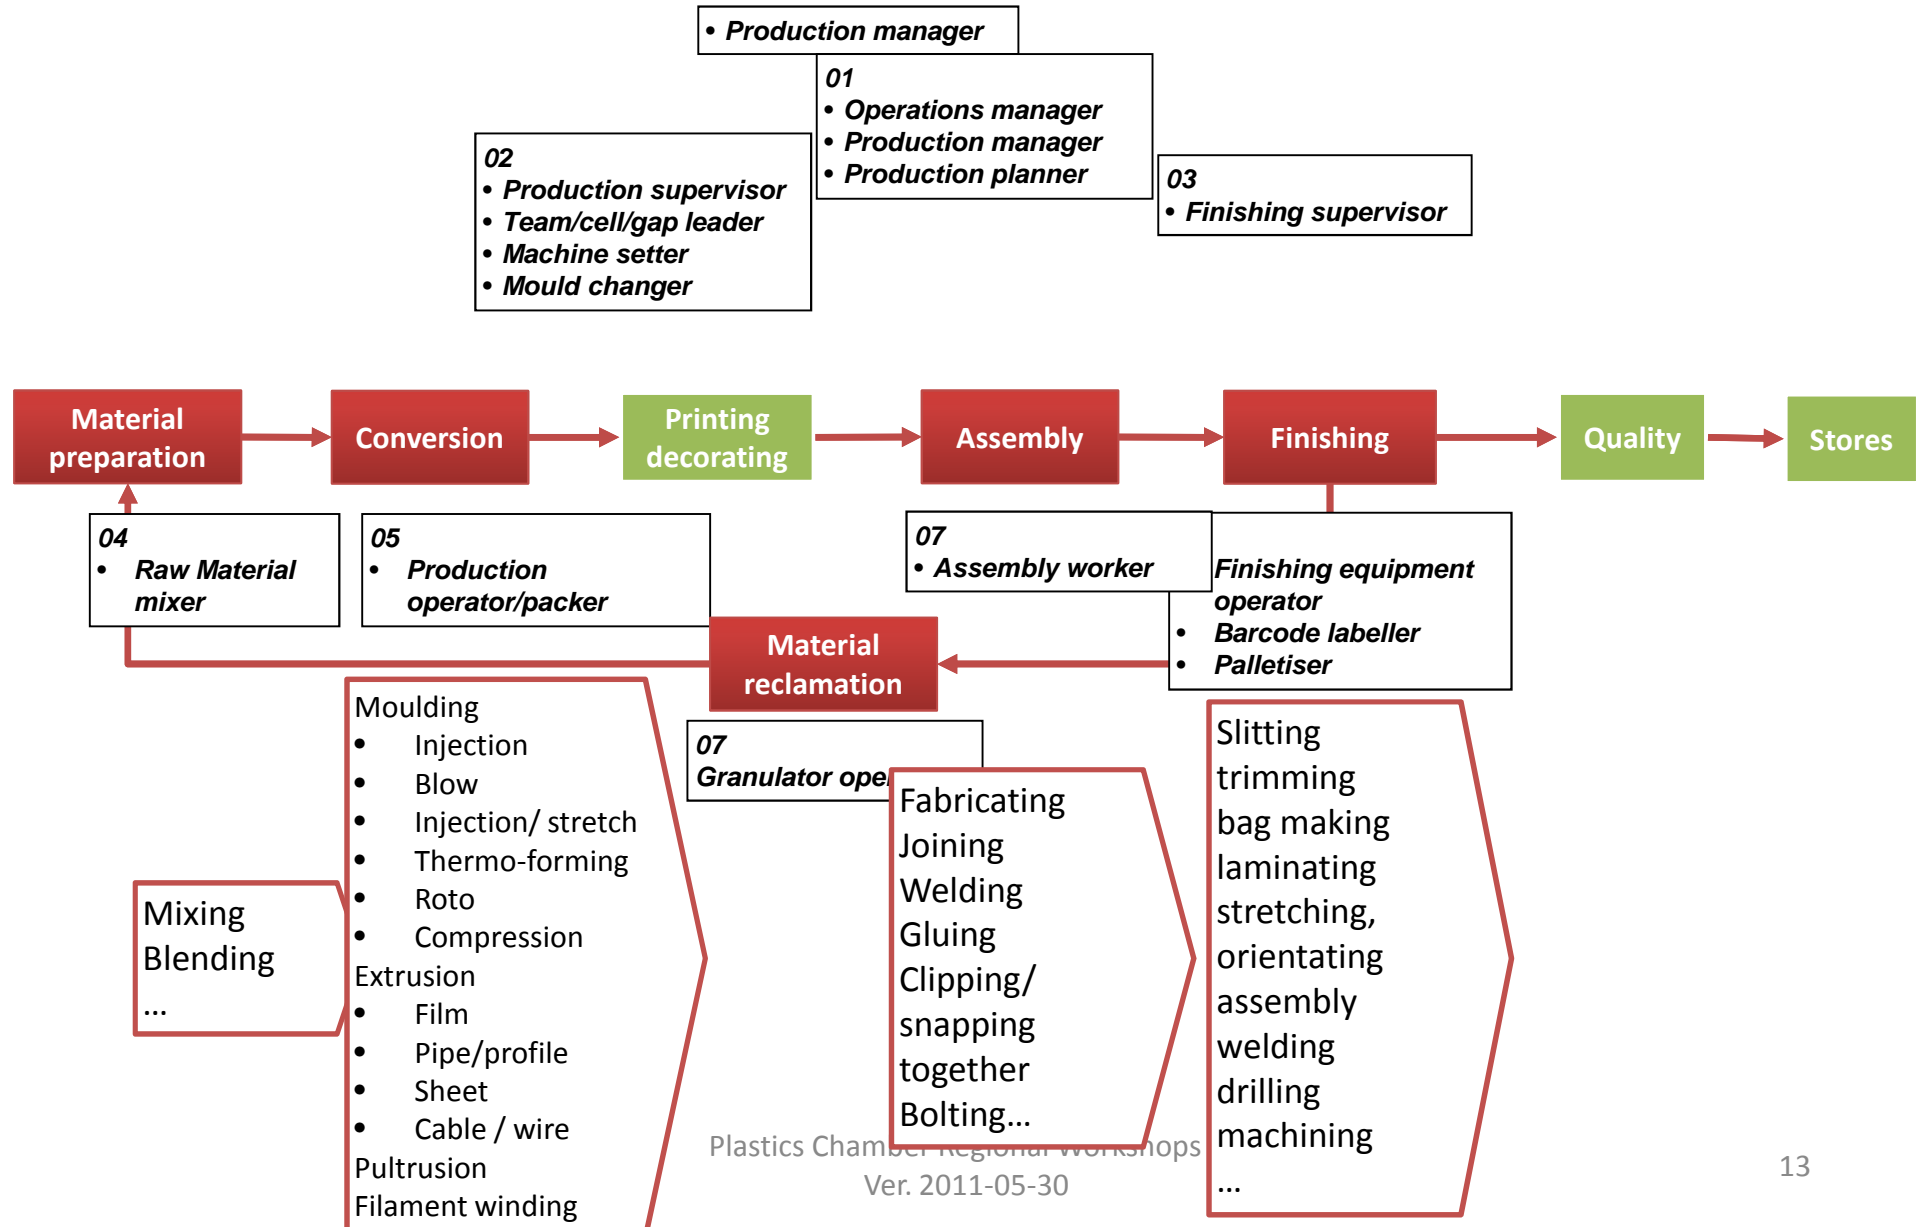 • Production manager
01
• Operations manager
• Production manager
• Production planner
02
• Production supervisor
• Team/cell/gap leader
• Machine setter
• Mould changer
03
• Finishing supervisor
Material
preparation
Conversion
Printing
decorating
Assembly
Finishing
Quality
Stores
04
• Raw Material
mixer
05
• Production
operator/packer
07
• Assembly worker
Finishing equipment
operator
• Barcode labeller
• Palletiser
Material
reclamation
07
Granulator
Mixing
Blending
...
Moulding
• Injection
• Blow
• Injection/ stretch
• Thermo-forming
• Roto
• Compression
Extrusion
• Film
• Pipe/profile
• Sheet
• Cable / wire
Pultrusion
Filament winding
Fabricating
Joining
Welding
Gluing
Clipping/
snapping
together
Bolting...
Slitting
trimming
bag making
laminating
stretching,
orientating
assembly
welding
drilling
machining
...
Plastics Chamber Regional Workshops
Ver. 2011-05-30
13